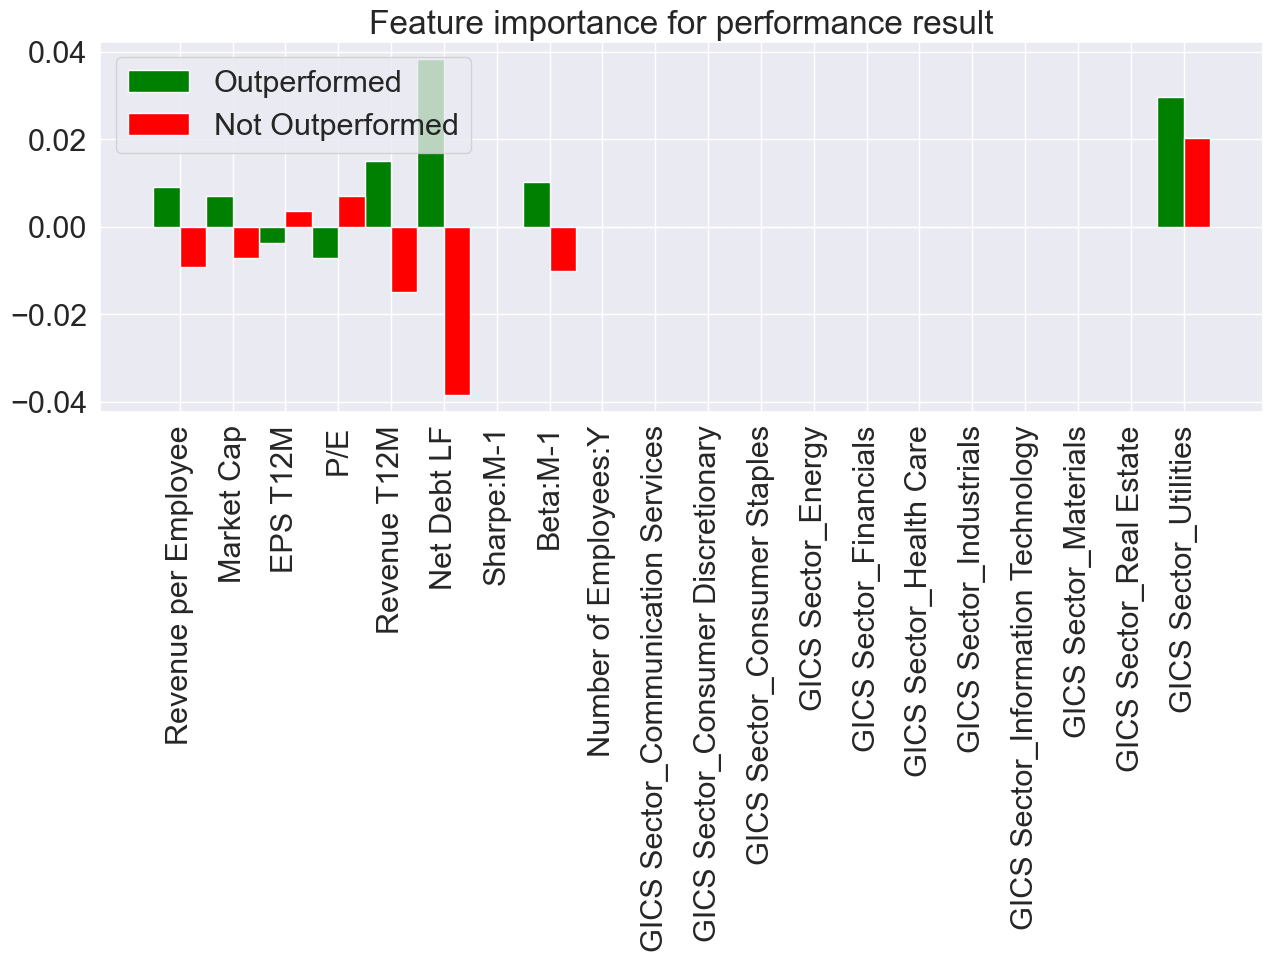 Feature importance for performance result
0.04
0.02
0.00
−0.02
−0.04
Outperformed
Not Outperformed
Revenue per Employee
Market Cap
EPS T12M
P/E
Revenue T12M
Net Debt LF
Sharpe:M-1
Beta:M-1
Number of Employees:Y
GICS Sector_Communication Services
GICS Sector_Consumer Discretionary
GICS Sector_Consumer Staples
GICS Sector_Energy
GICS Sector_Financials
GICS Sector_Health Care
GICS Sector_Industrials
GICS Sector_Information Technology
GICS Sector_Materials
GICS Sector_Real Estate
GICS Sector_Utilities